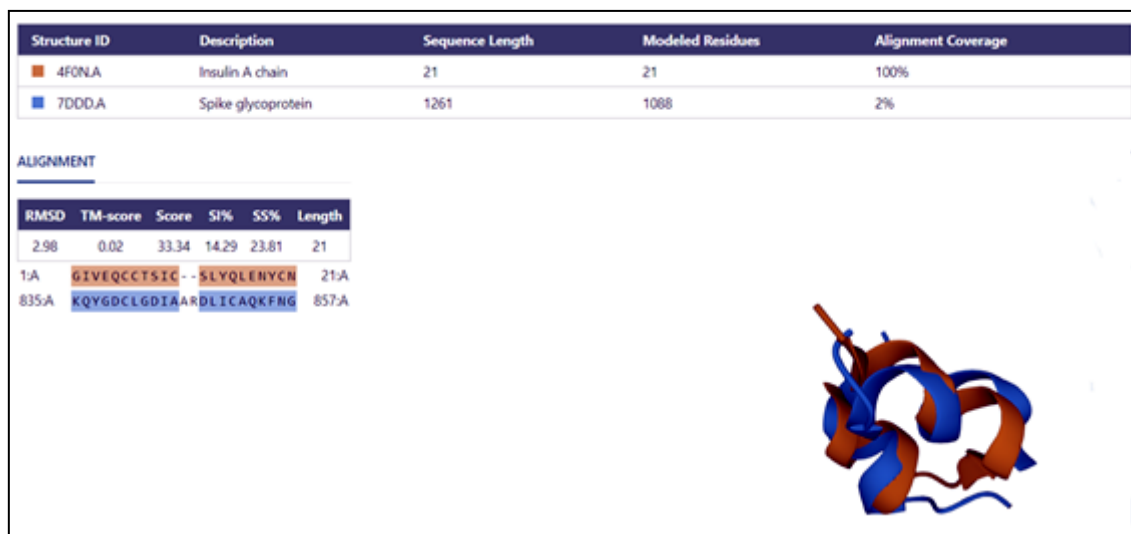 Structure ID Description Sequence Length Modeled Residues Alignment Coverage
4F0N.A Insulin A chain 21 21 100%
7DDD.A Spike glycoprotein 1261 1088 2%
ALIGNMENT
RMSD TM-score Score SI% SS% Length
2.98 0.02 33.34 14.29 23.81 21
1:A GIVEQCCTSIC--SLYQLENYCN 21:A
835:A KQYGDCLGDIAARDLICAQKFNG 857:A